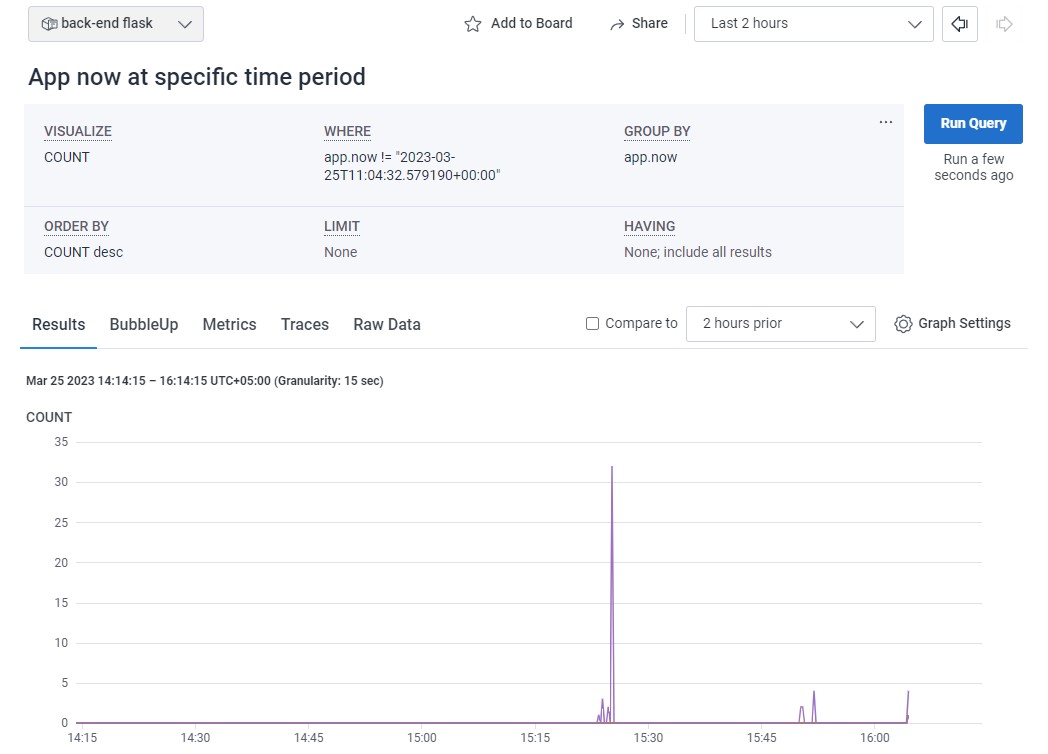 back-end flask
Add to Board
Share
Last 2 hours
App now at specific time period
VISUALIZE
COUNT
WHERE
app.now != "2023-03-
25T11:04:32.579190+00:00"
GROUP BY
app.now
...
Run Query
Run a few
seconds ago
ORDER BY
COUNT desc
LIMIT
None
HAVING
None; include all results
Results
BubbleUp
Metrics
Traces
Raw Data
Compare to
2 hours prior
Graph Settings
Mar 25 2023 14:14:15 – 16:14:15 UTC+05:00 (Granularity: 15 sec)
COUNT
35
30
25
20
15
10
5
0
14:15
14:30
14:45
15:00
15:15
15:30
15:45
16:00